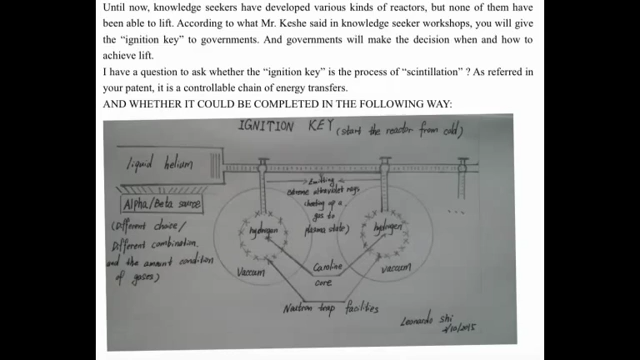 Until now, knowledge seekers have developed various kinds of reactors, but none of them have
been able to lift. According to what Mr. Keshe said in knowledge seeker workshops, you will give
the “ignition key” to governments. And governments will make the decision when and how to
achieve lift.
I have a question to ask whether the “ignition key” is the process of “scintillation” ? As referred in
your patent, it is a controllable chain of energy transfers.
AND WHETHER IT COULD BE COMPLETED IN THE FOLLOWING WAY:
IGNITION KEY (start the reactor from cold)
liquid helium
Alpha/Beta source
(Different choice/
Different combination
and the amount condition
of gases)
Emitting
extreme ultraviolet rays
a
gas to
plasma state)
hydrogen
hydrogen
Vacuum
Caroline
core
vacuum
Neutron trap facilities
...
Leonardo Shi